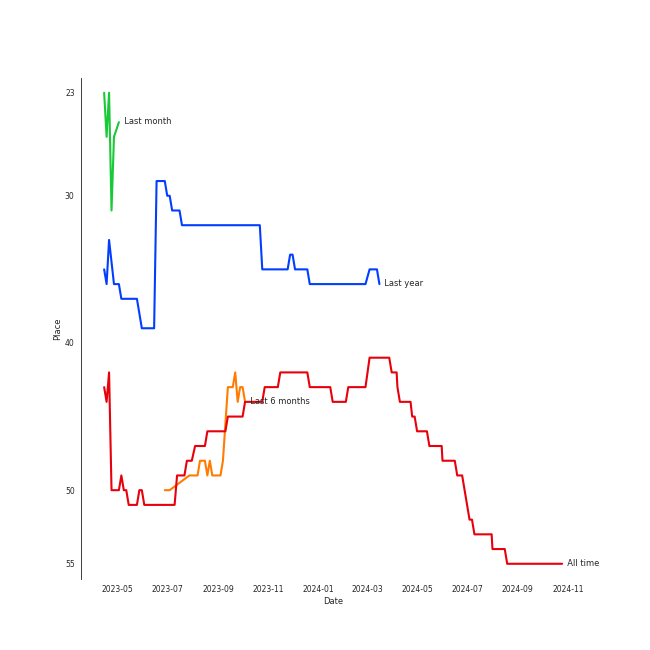 23
Last month
30
Last year
Place
40
Last 6 months
50
55
All time
2023-05
2023-07
2023-09
2023-11
2024-01
2024-03
2024-05
2024-07
2024-09
2024-11
Date